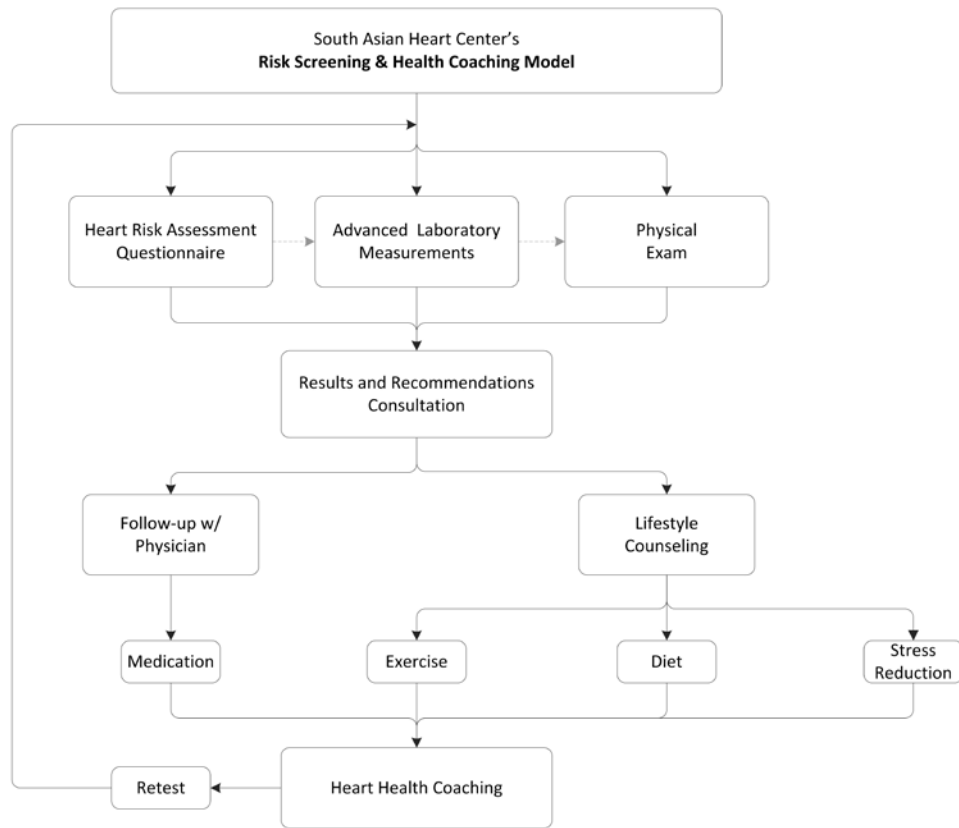 South Asian Heart Center's
Risk Screening & Health Coaching Model
Heart Risk Assessment
Questionnaire
Advanced Laboratory
Measurements
Physical
Exam
Results and Recommendations
Consultation
Follow-up w/
Physician
Lifestyle
Counseling
Medication
Exercise
Diet
Stress
Reduction
Retest
Heart Health Coaching